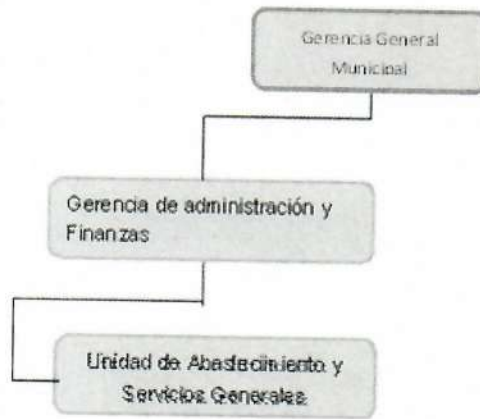 Gerencia General
Municipal
Gerencia de administración y
Finanzas
Unidad de Abastecimiento y
Servicios Generales